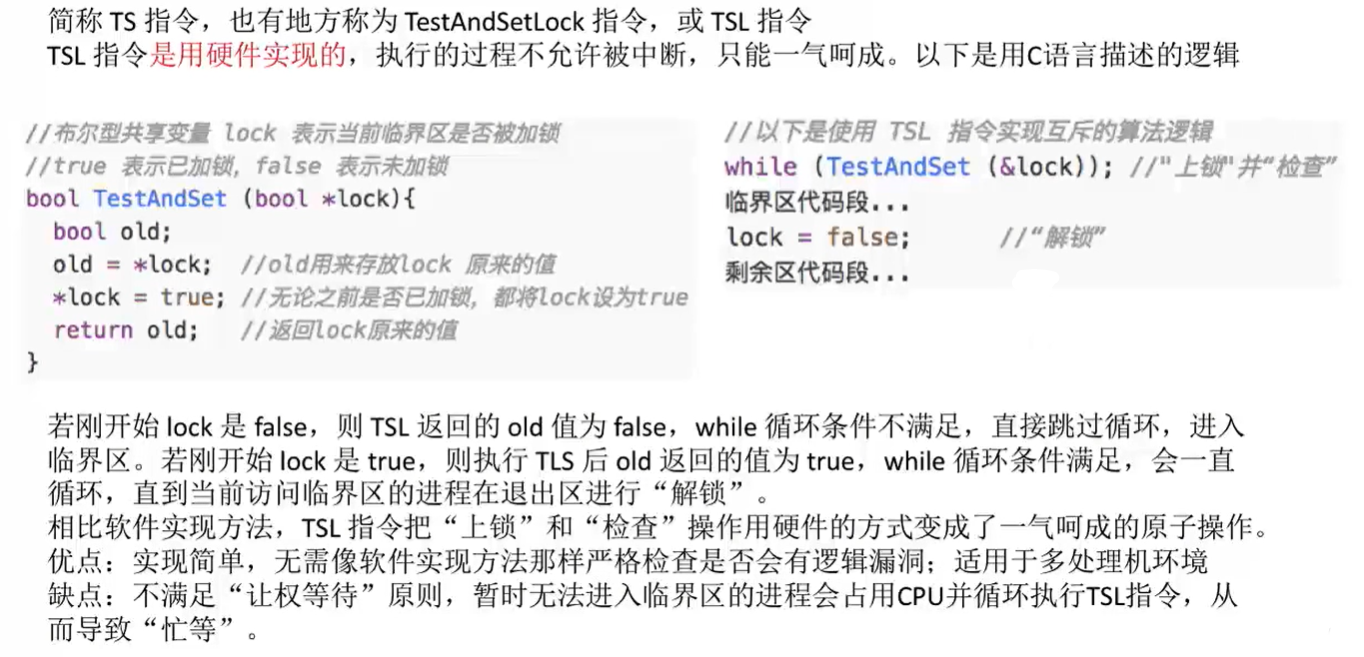 简称 TS 指令，也有地方称为 TestAndSetLock 指令，或 TSL 指令
TSL 指令是用硬件实现的，执行的过程不允许被中断，只能一气呵成。以下是用C语言描述的逻辑
//布尔型共享变量 lock 表示当前临界区是否被加锁
//true 表示已加锁，false 表示未加锁
bool TestAndSet (bool *lock){
bool old;
old = *lock; //old用来存放lock 原来的值
*lock = true; //无论之前是否已加锁，都将lock设为true
return old; //返回lock原来的值
}
//以下是使用 TSL 指令实现互斥的算法逻辑
while (TestAndSet (&lock)); //"上锁"并“检查”
临界区代码段...
lock = false; //“解锁”
剩余区代码段...
若刚开始 lock 是 false，则 TSL 返回的 old 值为 false，while 循环条件不满足，直接跳过循环，进入
临界区。若刚开始 lock 是 true，则执行 TLS 后 old 返回的值为 true，while 循环条件满足，会一直
循环，直到当前访问临界区的进程在退出区进行“解锁”。
相比软件实现方法，TSL 指令把“上锁”和“检查”操作用硬件的方式变成了一气呵成的原子操作。
优点：实现简单，无需像软件实现方法那样严格检查是否会有逻辑漏洞；适用于多处理机环境
缺点：不满足“让权等待”原则，暂时无法进入临界区的进程会占用CPU并循环执行TSL指令，从
而导致“忙等”。